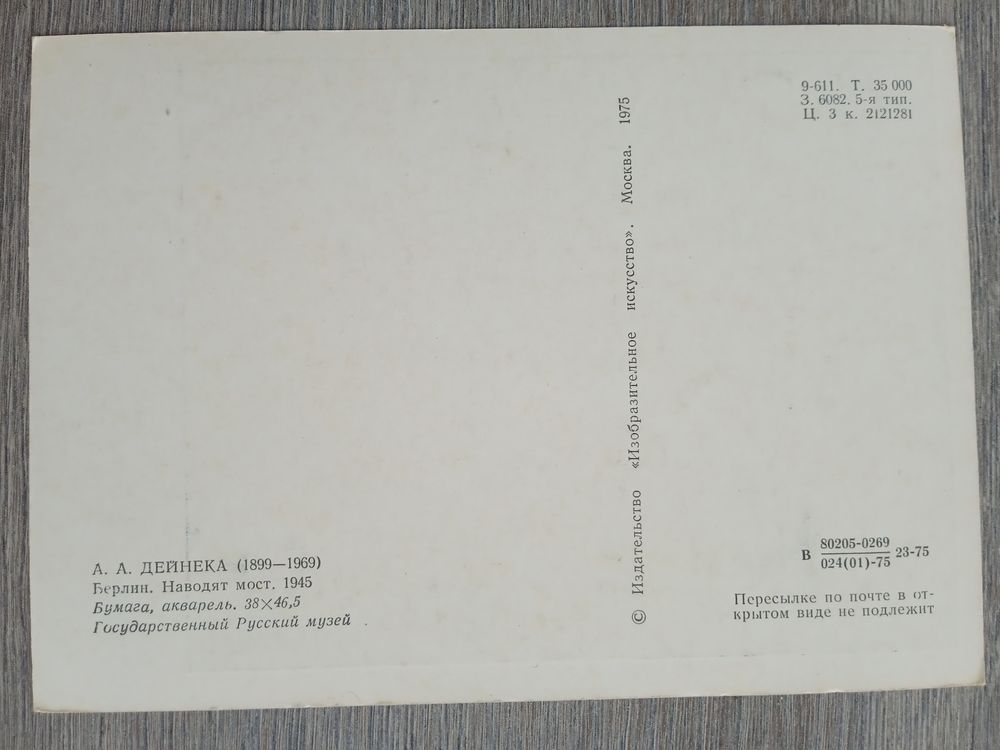 9-611. Т. 35 000
З. 6082. 5-я тип.
Ц. 3 к. 2121281
© Издательство «Изобразительное искусство». Москва. 1975
А. А. ДЕЙНЕКА (1899—1969)
Берлин. Наводят мост. 1945
Бумага, акварель. 38×46,5
Государственный Русский музей
В 80205-0269
024(01)-75 23-75
Пересылке по почте в от-
крытом виде не подлежит